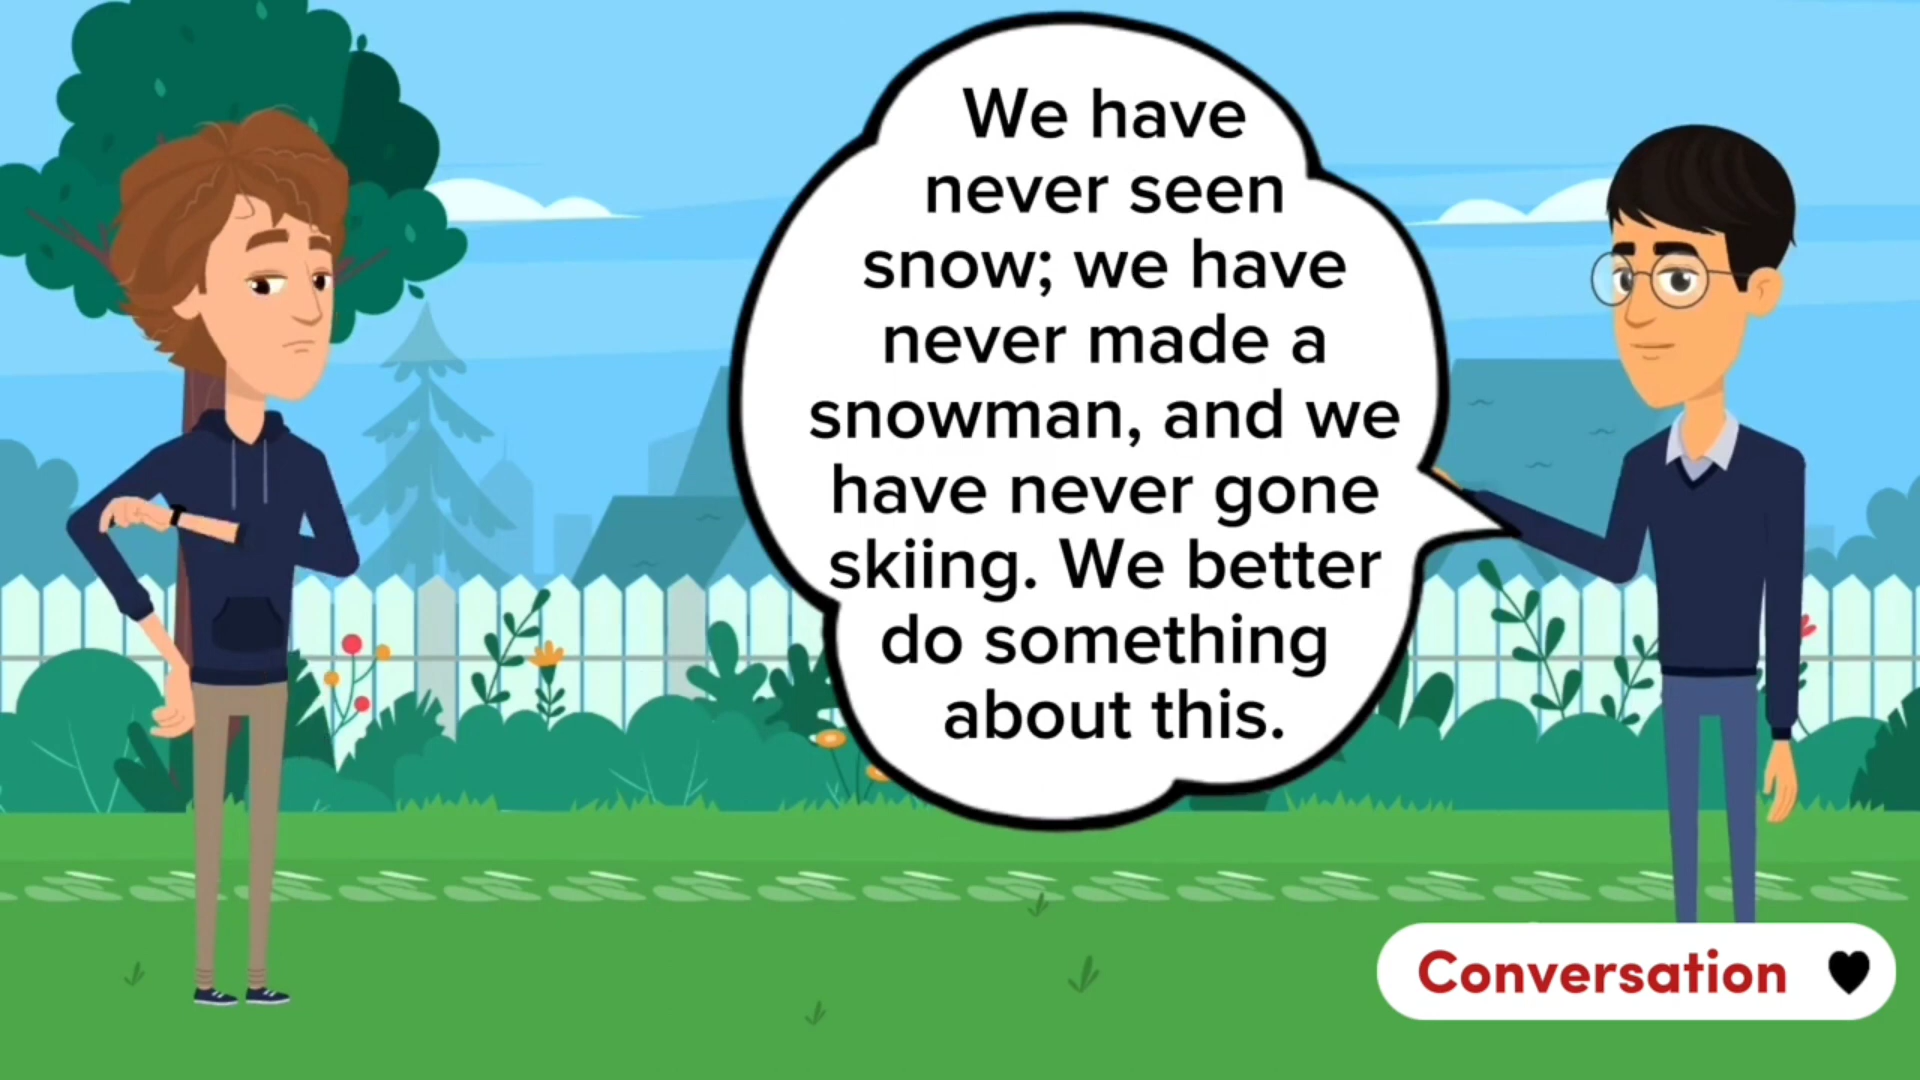 We have
never seen
snow; we have
never made a
snowman, and we
have never gone
skiing. We better
do something
about this.
Conversation